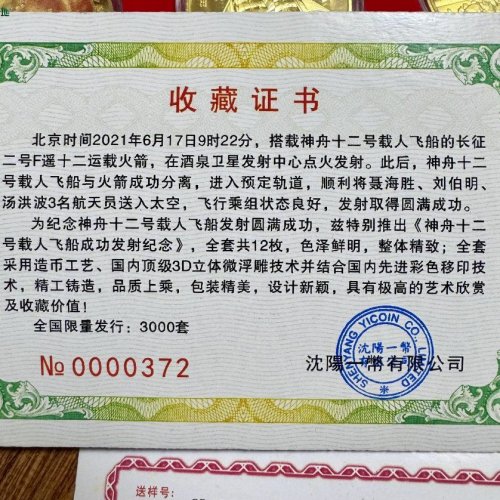 收藏证书
北京时间2021年6月17日9时22分，搭载神舟十二号载人飞船的长征
二号F遥十二运载火箭，在酒泉卫星发射中心点火发射。此后，神舟十二
号载人飞船与火箭成功分离，进入预定轨道，顺利将聂海胜、刘伯明、
汤洪波3名航天员送入太空，飞行乘组状态良好，发射取得圆满成功。
为纪念神舟十二号载人飞船发射圆满成功，兹特别推出《神舟十二
号载人飞船成功发射纪念》，全套共12枚，色泽鲜明，整体精致；全套
采用造币工艺、国内顶级3D立体微浮雕技术并结合国内先进彩色移印技
术，精工铸造，品质上乘，包装精美，设计新颖，具有极高的艺术欣赏
及收藏价值！
全国限量发行：3000套
№ 0000372
沈陽一幣有限公司
SHENYANG YICOIN CO., LIMITED
沈陽一幣
有限公司
送样号：